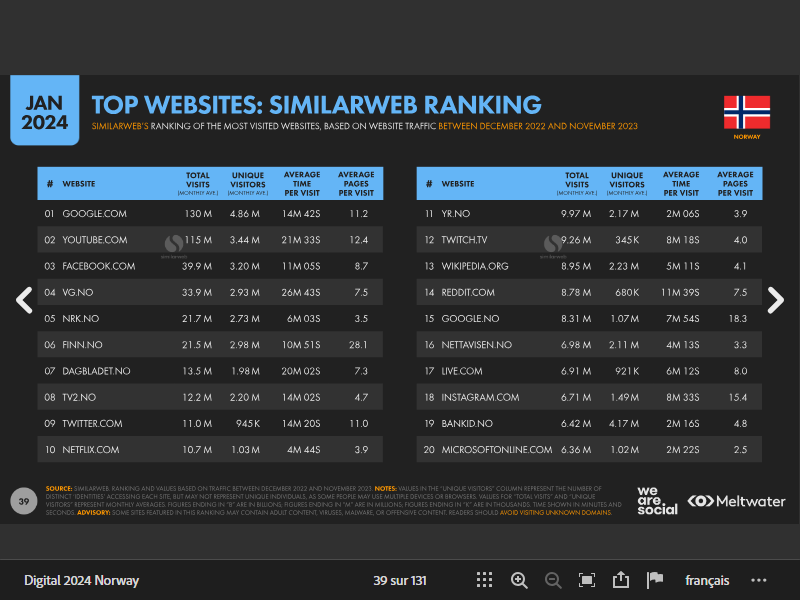 JAN
2024
TOP WEBSITES: SIMILARWEB RANKING
SIMILARWEB'S RANKING OF THE MOST VISITED WEBSITES, BASED ON WEBSITE TRAFFIC BETWEEN DECEMBER 2022 AND NOVEMBER 2023
NORWAY
# WEBSITE TOTAL VISITS (MONTHLY AVE.) UNIQUE VISITORS (MONTHLY AVE.) AVERAGE TIME PER VISIT AVERAGE PAGES PER VISIT
01 GOOGLE.COM 130 M 4.86 M 14M 42S 11.2
02 YOUTUBE.COM 115 M 3.44 M 21M 33S 12.4
03 FACEBOOK.COM 39.9 M 3.20 M 11M 05S 8.7
04 VG.NO 33.9 M 2.93 M 26M 43S 7.5
05 NRK.NO 21.7 M 2.73 M 6M 03S 3.5
06 FINN.NO 21.5 M 2.98 M 10M 51S 28.1
07 DAGBLADET.NO 13.5 M 1.98 M 20M 02S 7.3
08 TV2.NO 12.2 M 2.20 M 14M 02S 4.7
09 TWITTER.COM 11.0 M 945 K 14M 20S 11.0
10 NETFLIX.COM 10.7 M 1.03 M 4M 44S 3.9
# WEBSITE TOTAL VISITS (MONTHLY AVE.) UNIQUE VISITORS (MONTHLY AVE.) AVERAGE TIME PER VISIT AVERAGE PAGES PER VISIT
11 YR.NO 9.97 M 2.17 M 2M 06S 3.9
12 TWITCH.TV 9.26 M 345 K 8M 18S 4.0
13 WIKIPEDIA.ORG 8.95 M 2.23 M 5M 11S 4.1
14 REDDIT.COM 8.78 M 680 K 11M 39S 7.5
15 GOOGLE.NO 8.31 M 1.07 M 7M 54S 18.3
16 NETTAVISEN.NO 6.98 M 2.11 M 4M 13S 3.3
17 LIVE.COM 6.91 M 921 K 6M 12S 8.0
18 INSTAGRAM.COM 6.71 M 1.49 M 8M 33S 15.4
19 BANKID.NO 6.42 M 4.17 M 2M 16S 4.8
20 MICROSOFTONLINE.COM 6.36 M 1.02 M 2M 22S 2.5
39
SOURCE: SIMILARWEB. RANKING AND VALUES BASED ON TRAFFIC BETWEEN DECEMBER 2022 AND NOVEMBER 2023. NOTES: VALUES IN THE "UNIQUE VISITORS" COLUMN REPRESENT THE NUMBER OF
DISTINCT 'IDENTITIES' ACCESSING EACH SITE, BUT MAY NOT REPRESENT UNIQUE INDIVIDUALS, AS SOME PEOPLE MAY USE MULTIPLE DEVICES OR BROWSERS. VALUES FOR "TOTAL VISITS" AND "UNIQUE
VISITORS" REPRESENT MONTHLY AVERAGES. FIGURES ENDING IN "B" ARE IN BILLIONS; FIGURES ENDING IN "M" ARE IN MILLIONS; FIGURES ENDING IN "K" ARE IN THOUSANDS. TIME SHOWN IN MINUTES AND
SECONDS. ADVISORY: SOME SITES FEATURED IN THIS RANKING MAY CONTAIN ADULT CONTENT, VIRUSES, MALWARE, OR OFFENSIVE CONTENT. READERS SHOULD AVOID VISITING UNKNOWN DOMAINS.
we
are.
social
Meltwater
Digital 2024 Norway 39 sur 131 français